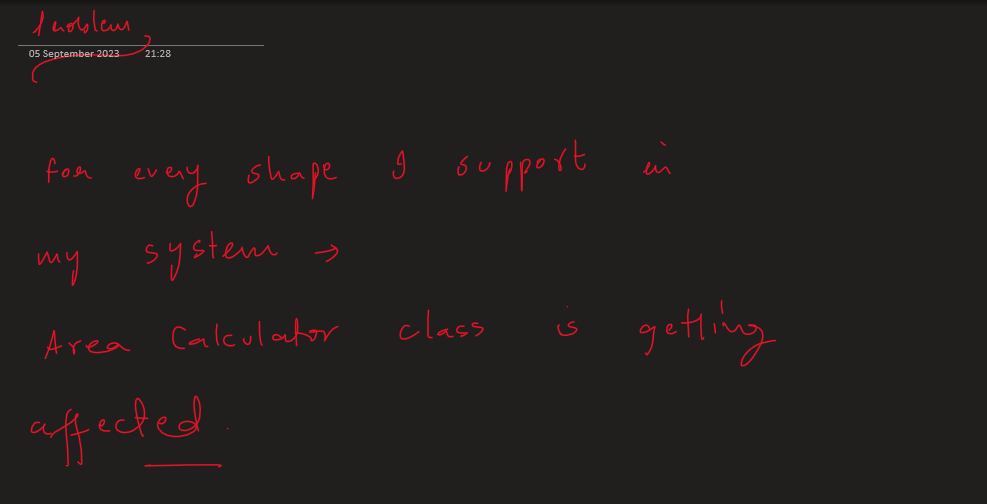 Problem
05 September 2023 21:28
for every shape I support in
my system →
Area Calculator class is getting
affected.